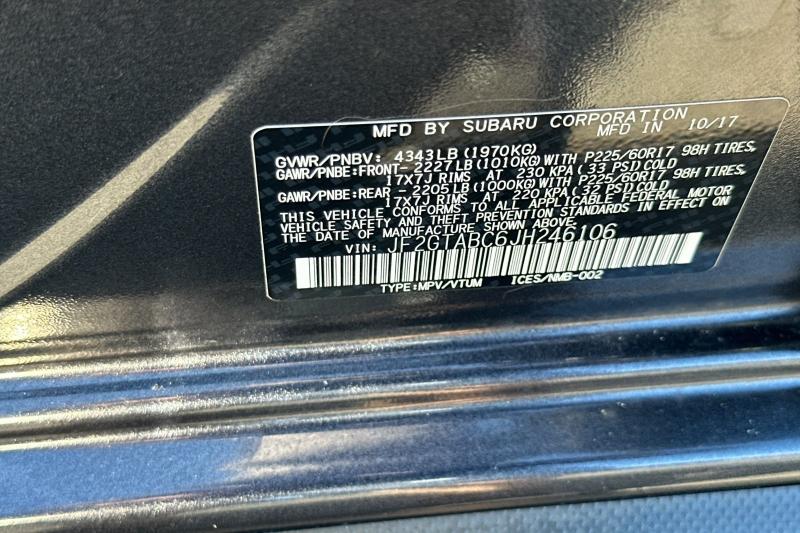 MFD BY SUBARU CORPORATION
MFD IN 10/17
GVWR/PNBV: 4343LB(1970KG)
GAWR/PNBE:FRONT- 2227LB(1010KG)WITH P225/60R17 98H TIRES,
17X7J RIMS AT 230 KPA(33 PSI)COLD
GAWR/PNBE:REAR - 2205LB(1000KG)WITH P225/60R17 98H TIRES,
17X7J RIMS AT 220 KPA(32 PSI)COLD
THIS VEHICLE CONFORMS TO ALL APPLICABLE FEDERAL MOTOR
VEHICLE SAFETY AND THEFT PREVENTION STANDARDS IN EFFECT ON
THE DATE OF MANUFACTURE SHOWN ABOVE.
VIN: JF2GTABC6JH246106
TYPE:MPV/VTUM ICES/NMB-002